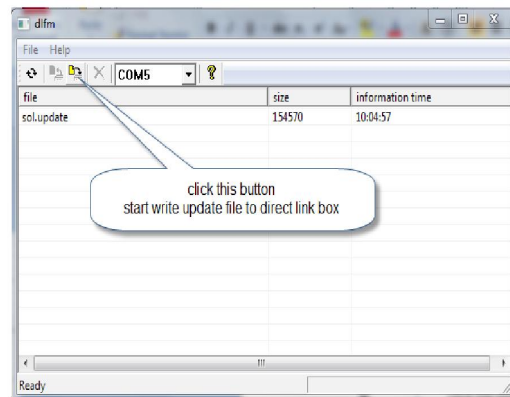 dlfm
File Help
COM5
file size information time
sol.update 154570 10:04:57
click this button
start write update file to direct link box
Ready